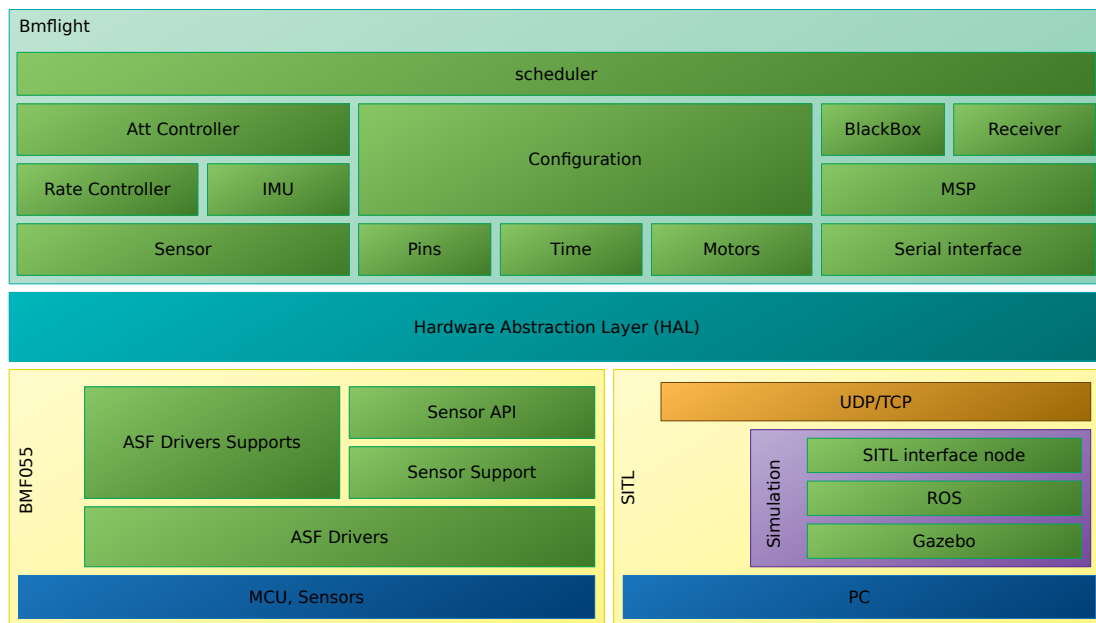 Bmflight
scheduler
Att Controller
Configuration
BlackBox
Receiver
Rate Controller
IMU
MSP
Sensor
Pins
Time
Motors
Serial interface
Hardware Abstraction Layer (HAL)
BMF055
ASF Drivers Supports
Sensor API
Sensor Support
ASF Drivers
MCU, Sensors
SITL
UDP/TCP
Simulation
SITL interface node
ROS
Gazebo
PC